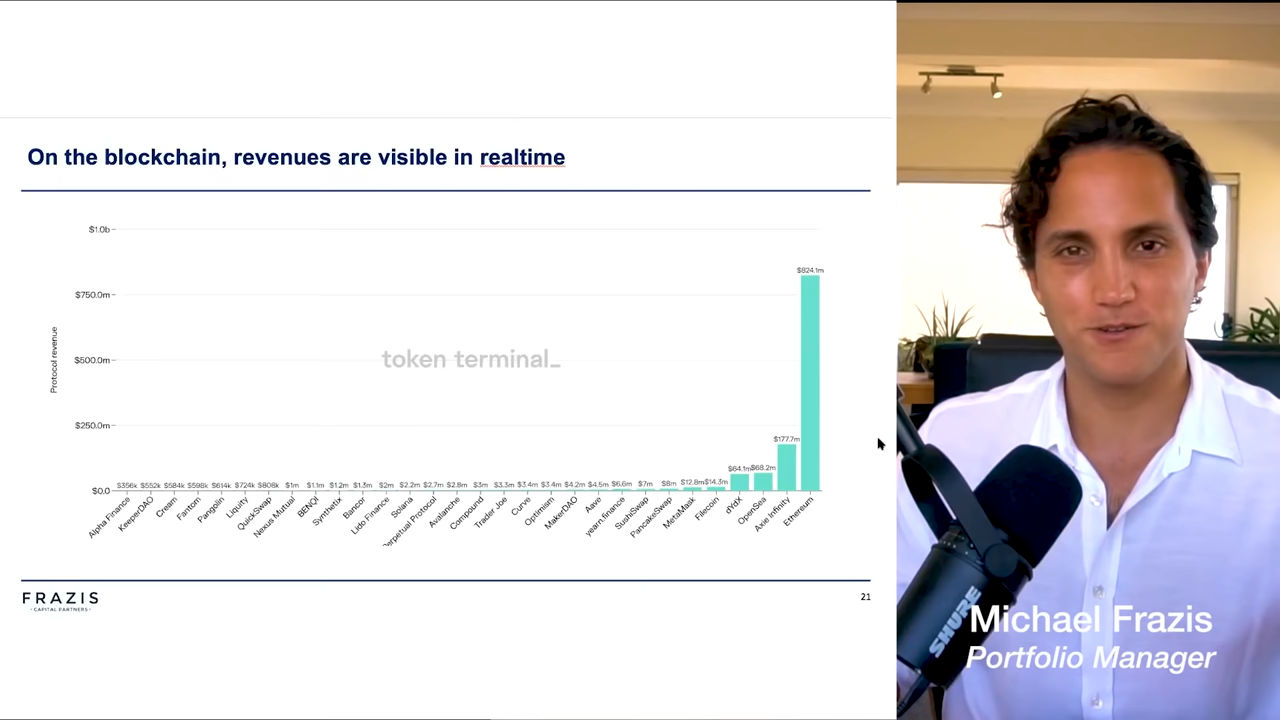 On the blockchain, revenues are visible in realtime
$1.0b
$750.0m
$500.0m
$250.0m
$0.0
Protocol revenue
token terminal_
$356k $552k $584k $598k $614k $724k $808k $1m $1.1m $1.2m $1.3m $2m $2.2m $2.7m $2.8m $3m $3.3m $3.4m $3.4m $4.2m $4.5m $6.6m $7m $8m $12.8m $14.3m $64.1m $68.2m $177.7m $824.1m
Alpha Finance
KeeperDAO
Cream
Fantom
Pangolin
Liquity
QuickSwap
Nexus Mutual
BENQI
Synthetix
Bancor
Lido Finance
Solana
Perpetual Protocol
Avalanche
Compound
Trader Joe
Curve
Optimism
MakerDAO
Aave
yearn.finance
SushiSwap
PancakeSwap
MetaMask
Filecoin
dYdX
OpenSea
Axie Infinity
Ethereum
FRAZIS
· CAPITAL PARTNERS ·
21
SHURE
Michael Frazis
Portfolio Manager